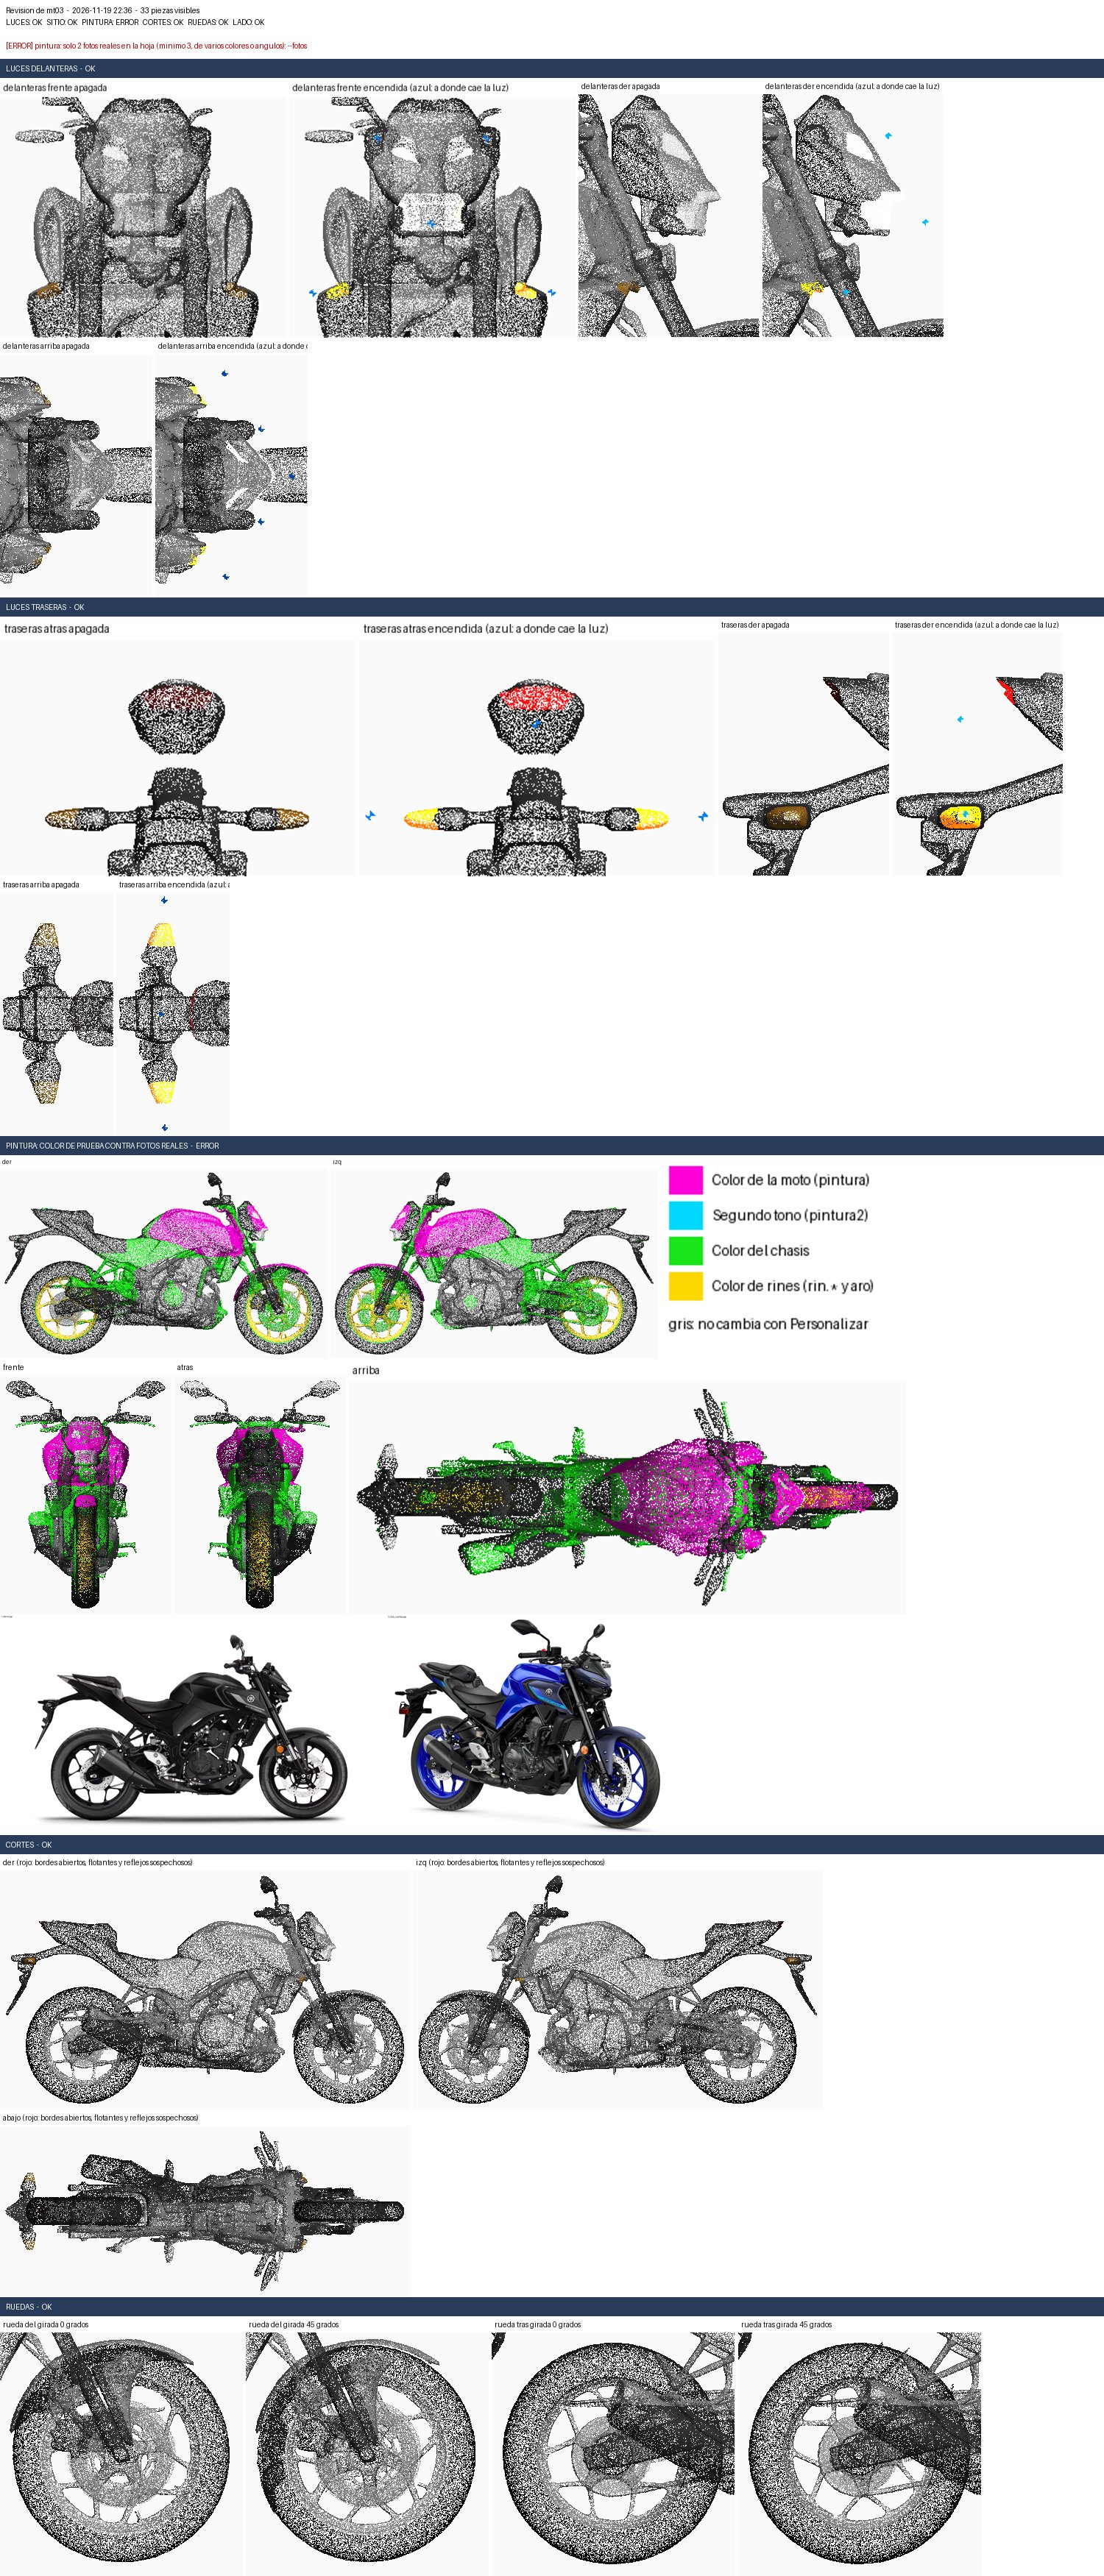 Revision de mt03 - 2026-11-19 22:36 - 33 piezas visibles
LUCES: OK SITIO: OK PINTURA: ERROR CORTES: OK RUEDAS: OK LADO: OK
[ERROR] pintura: solo 2 fotos reales en la hoja (minimo 3, de varios colores o angulos): --fotos
LUCES DELANTERAS - OK
delanteras frente apagada
delanteras frente encendida (azul: a donde cae la luz)
delanteras der apagada
delanteras der encendida (azul: a donde cae la luz)
delanteras arriba apagada
delanteras arriba encendida (azul: a donde
LUCES TRASERAS - OK
traseras atras apagada
traseras atras encendida (azul: a donde cae la luz)
traseras der apagada
traseras der encendida (azul: a donde cae la luz)
traseras arriba apagada
traseras arriba encendida (azul:
PINTURA: COLOR DE PRUEBA CONTRA FOTOS REALES - ERROR
der
izq
Color de la moto (pintura)
Segundo tono (pintura2)
Color del chasis
Color de rines (rin.* y aro)
gris: no cambia con Personalizar
frente
atras
arriba
CORTES - OK
der (rojo: bordes abiertos, flotantes y reflejos sospechosos)
izq (rojo: bordes abiertos, flotantes y reflejos sospechosos)
abajo (rojo: bordes abiertos, flotantes y reflejos sospechosos)
RUEDAS - OK
rueda del girada 0 grados
rueda del girada 45 grados
rueda tras girada 0 grados
rueda tras girada 45 grados